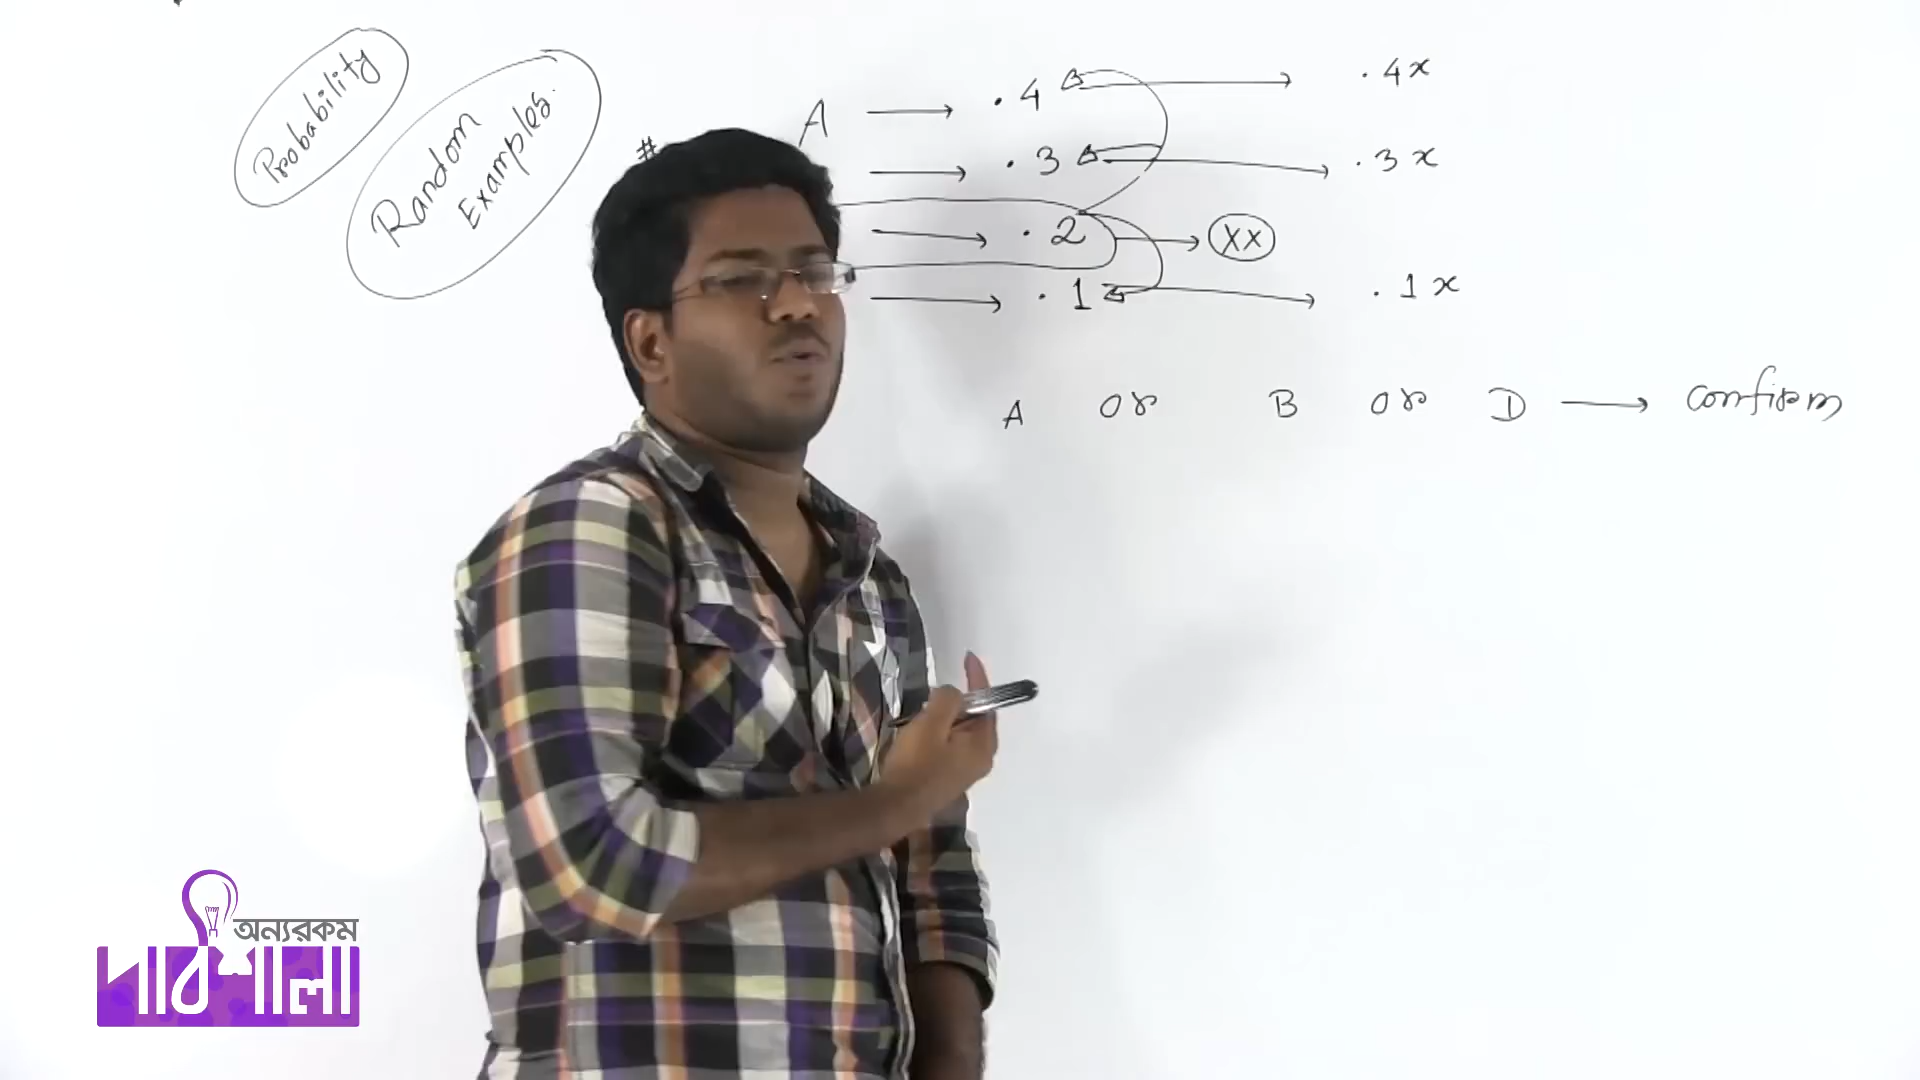 Probability
Random
Examples.
#
A → .4 → .4x
→ .3 → .3x
→ .2 → XX
→ .1 → .1x
A or B or D → confirm
অন্যরকম
পাঠশালা